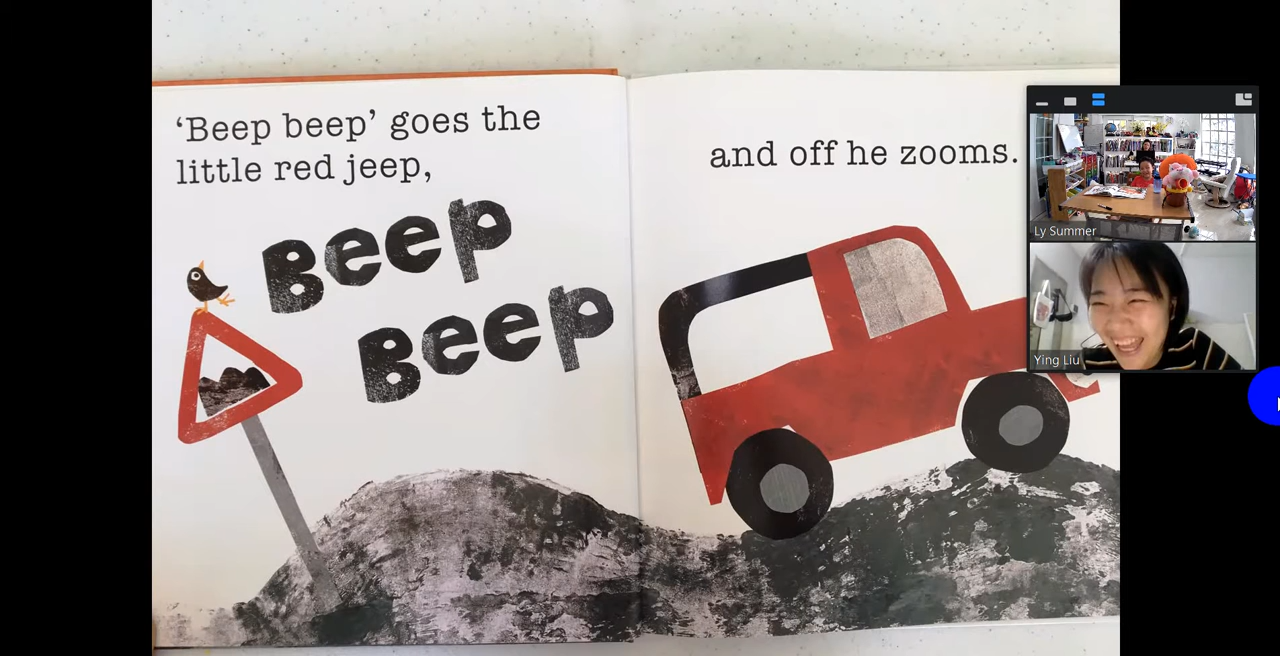 ‘Beep beep’ goes the
little red jeep,
Beep
Beep
and off he zooms.
Ly Summer
Ying Liu